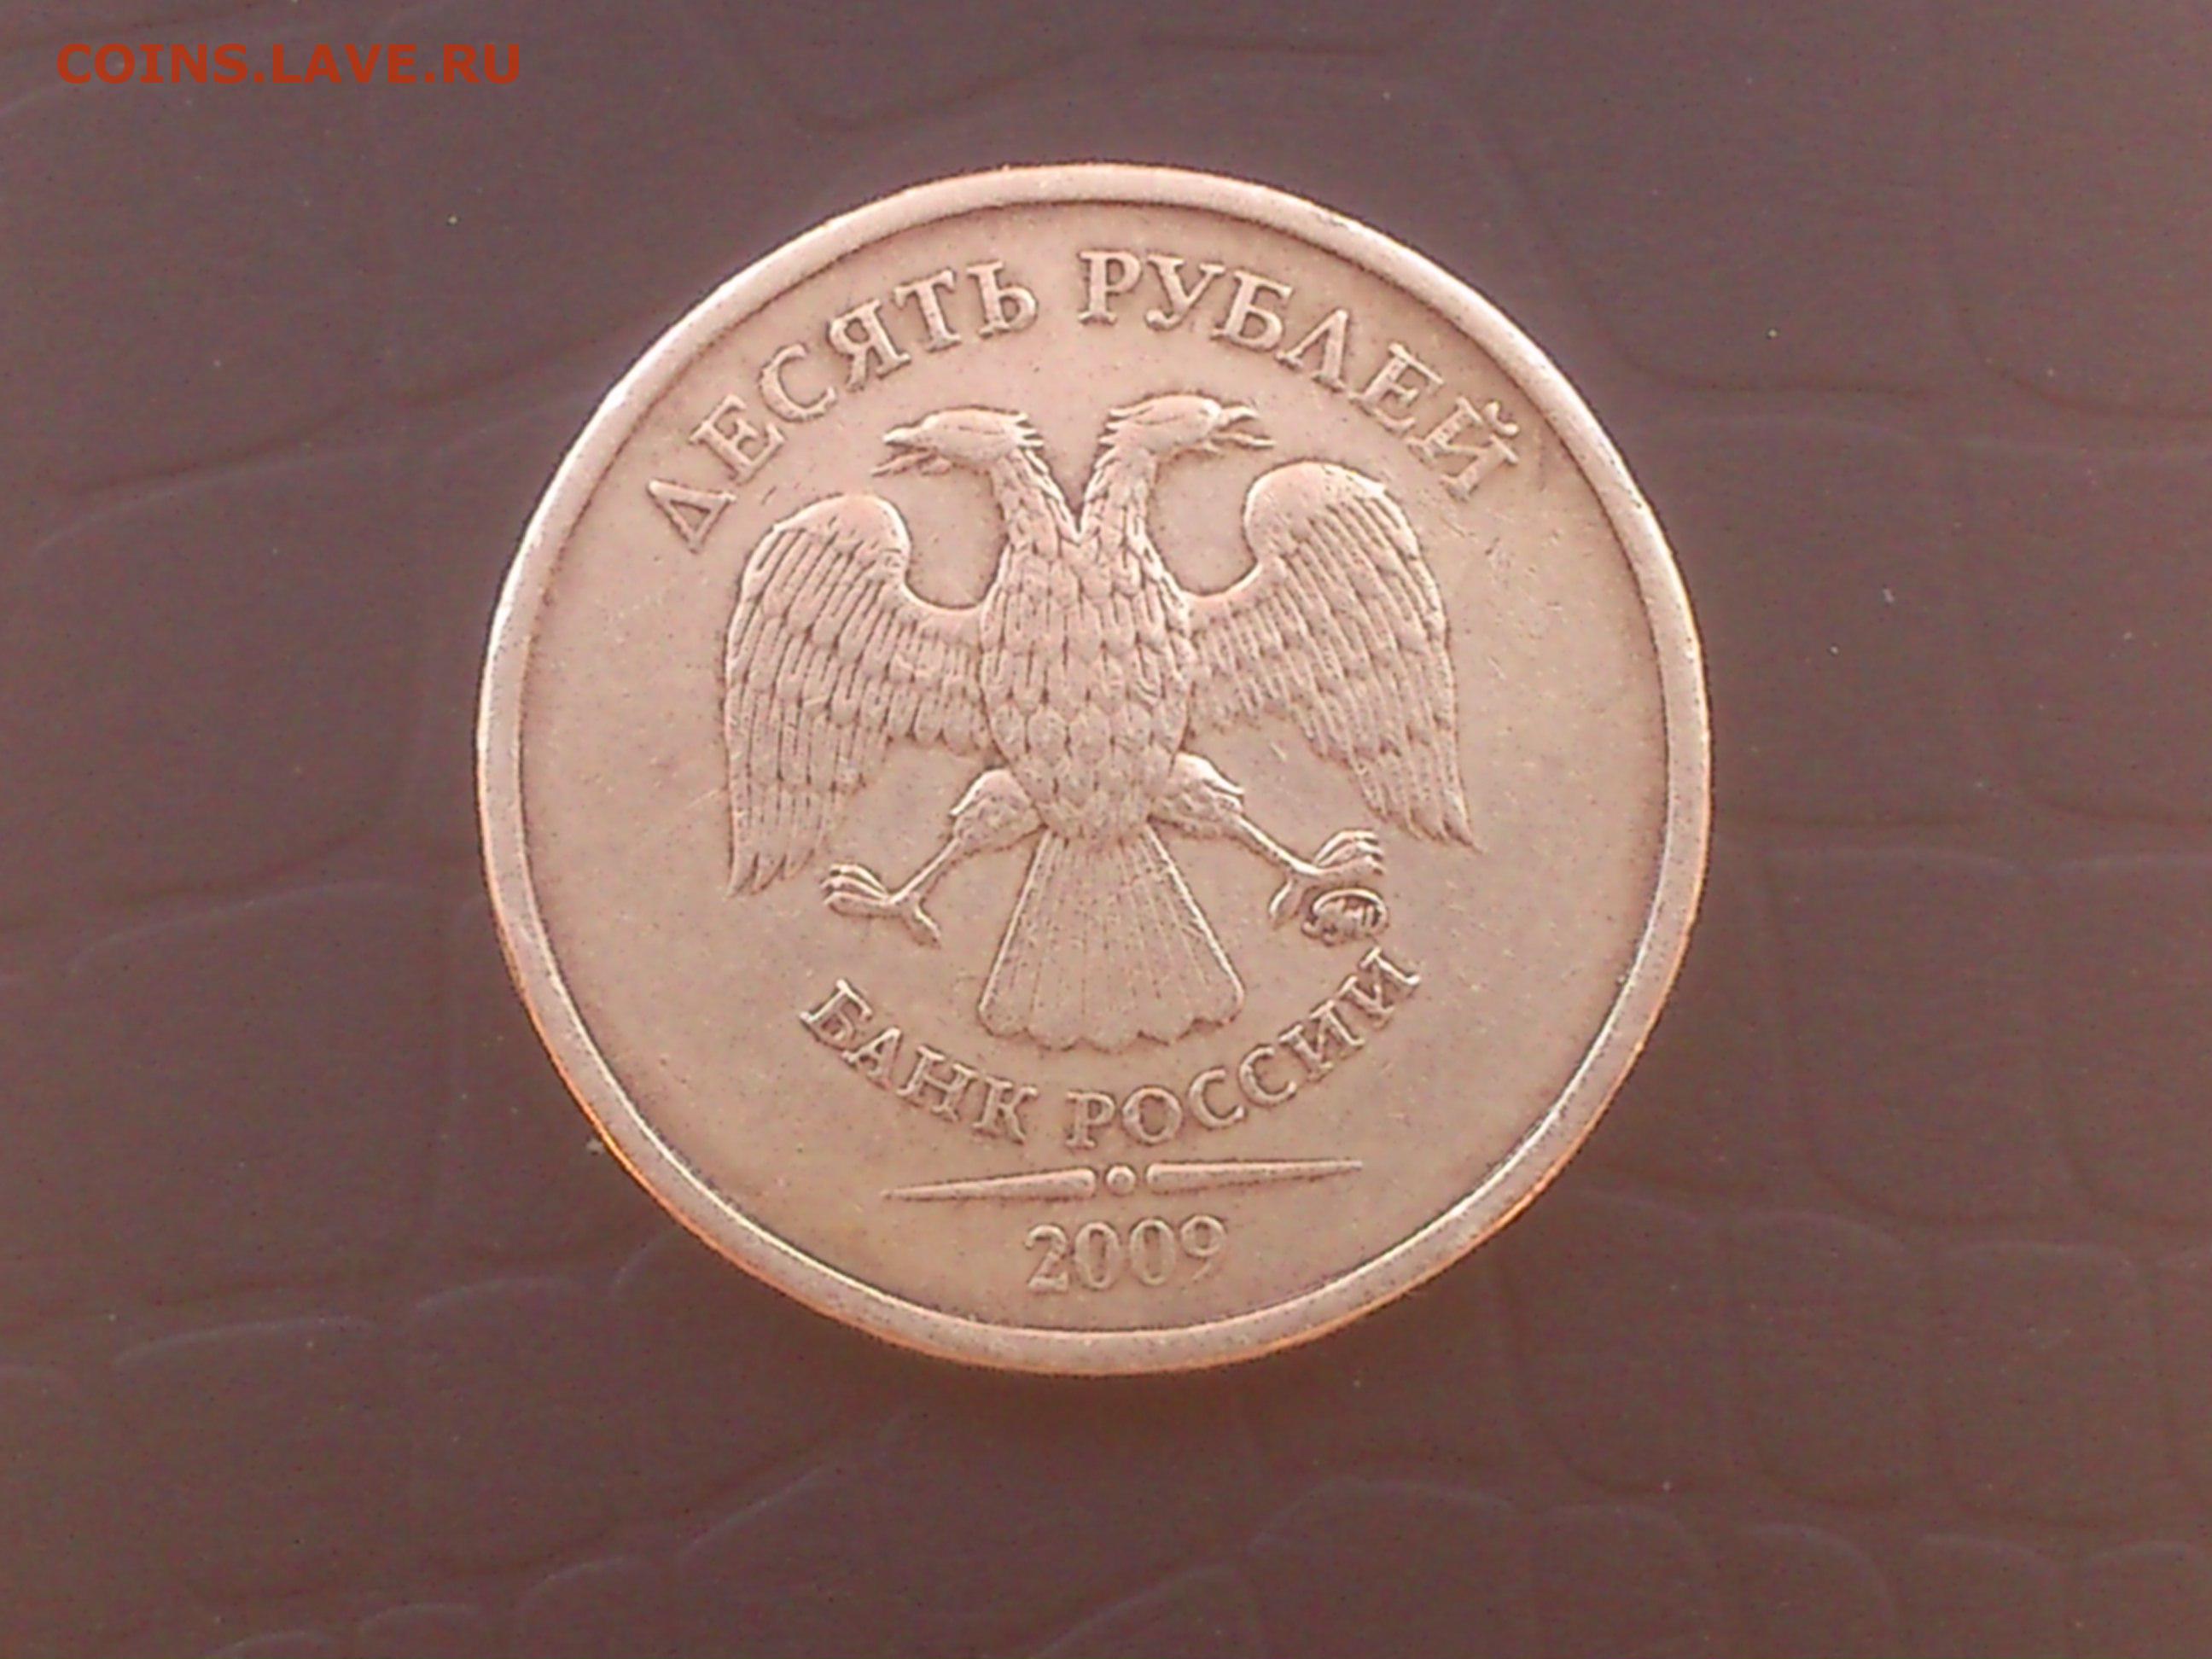 COINS.LAVE.RU
ДЕСЯТЬ РУБЛЕЙ
БАНК РОССИИ
2009